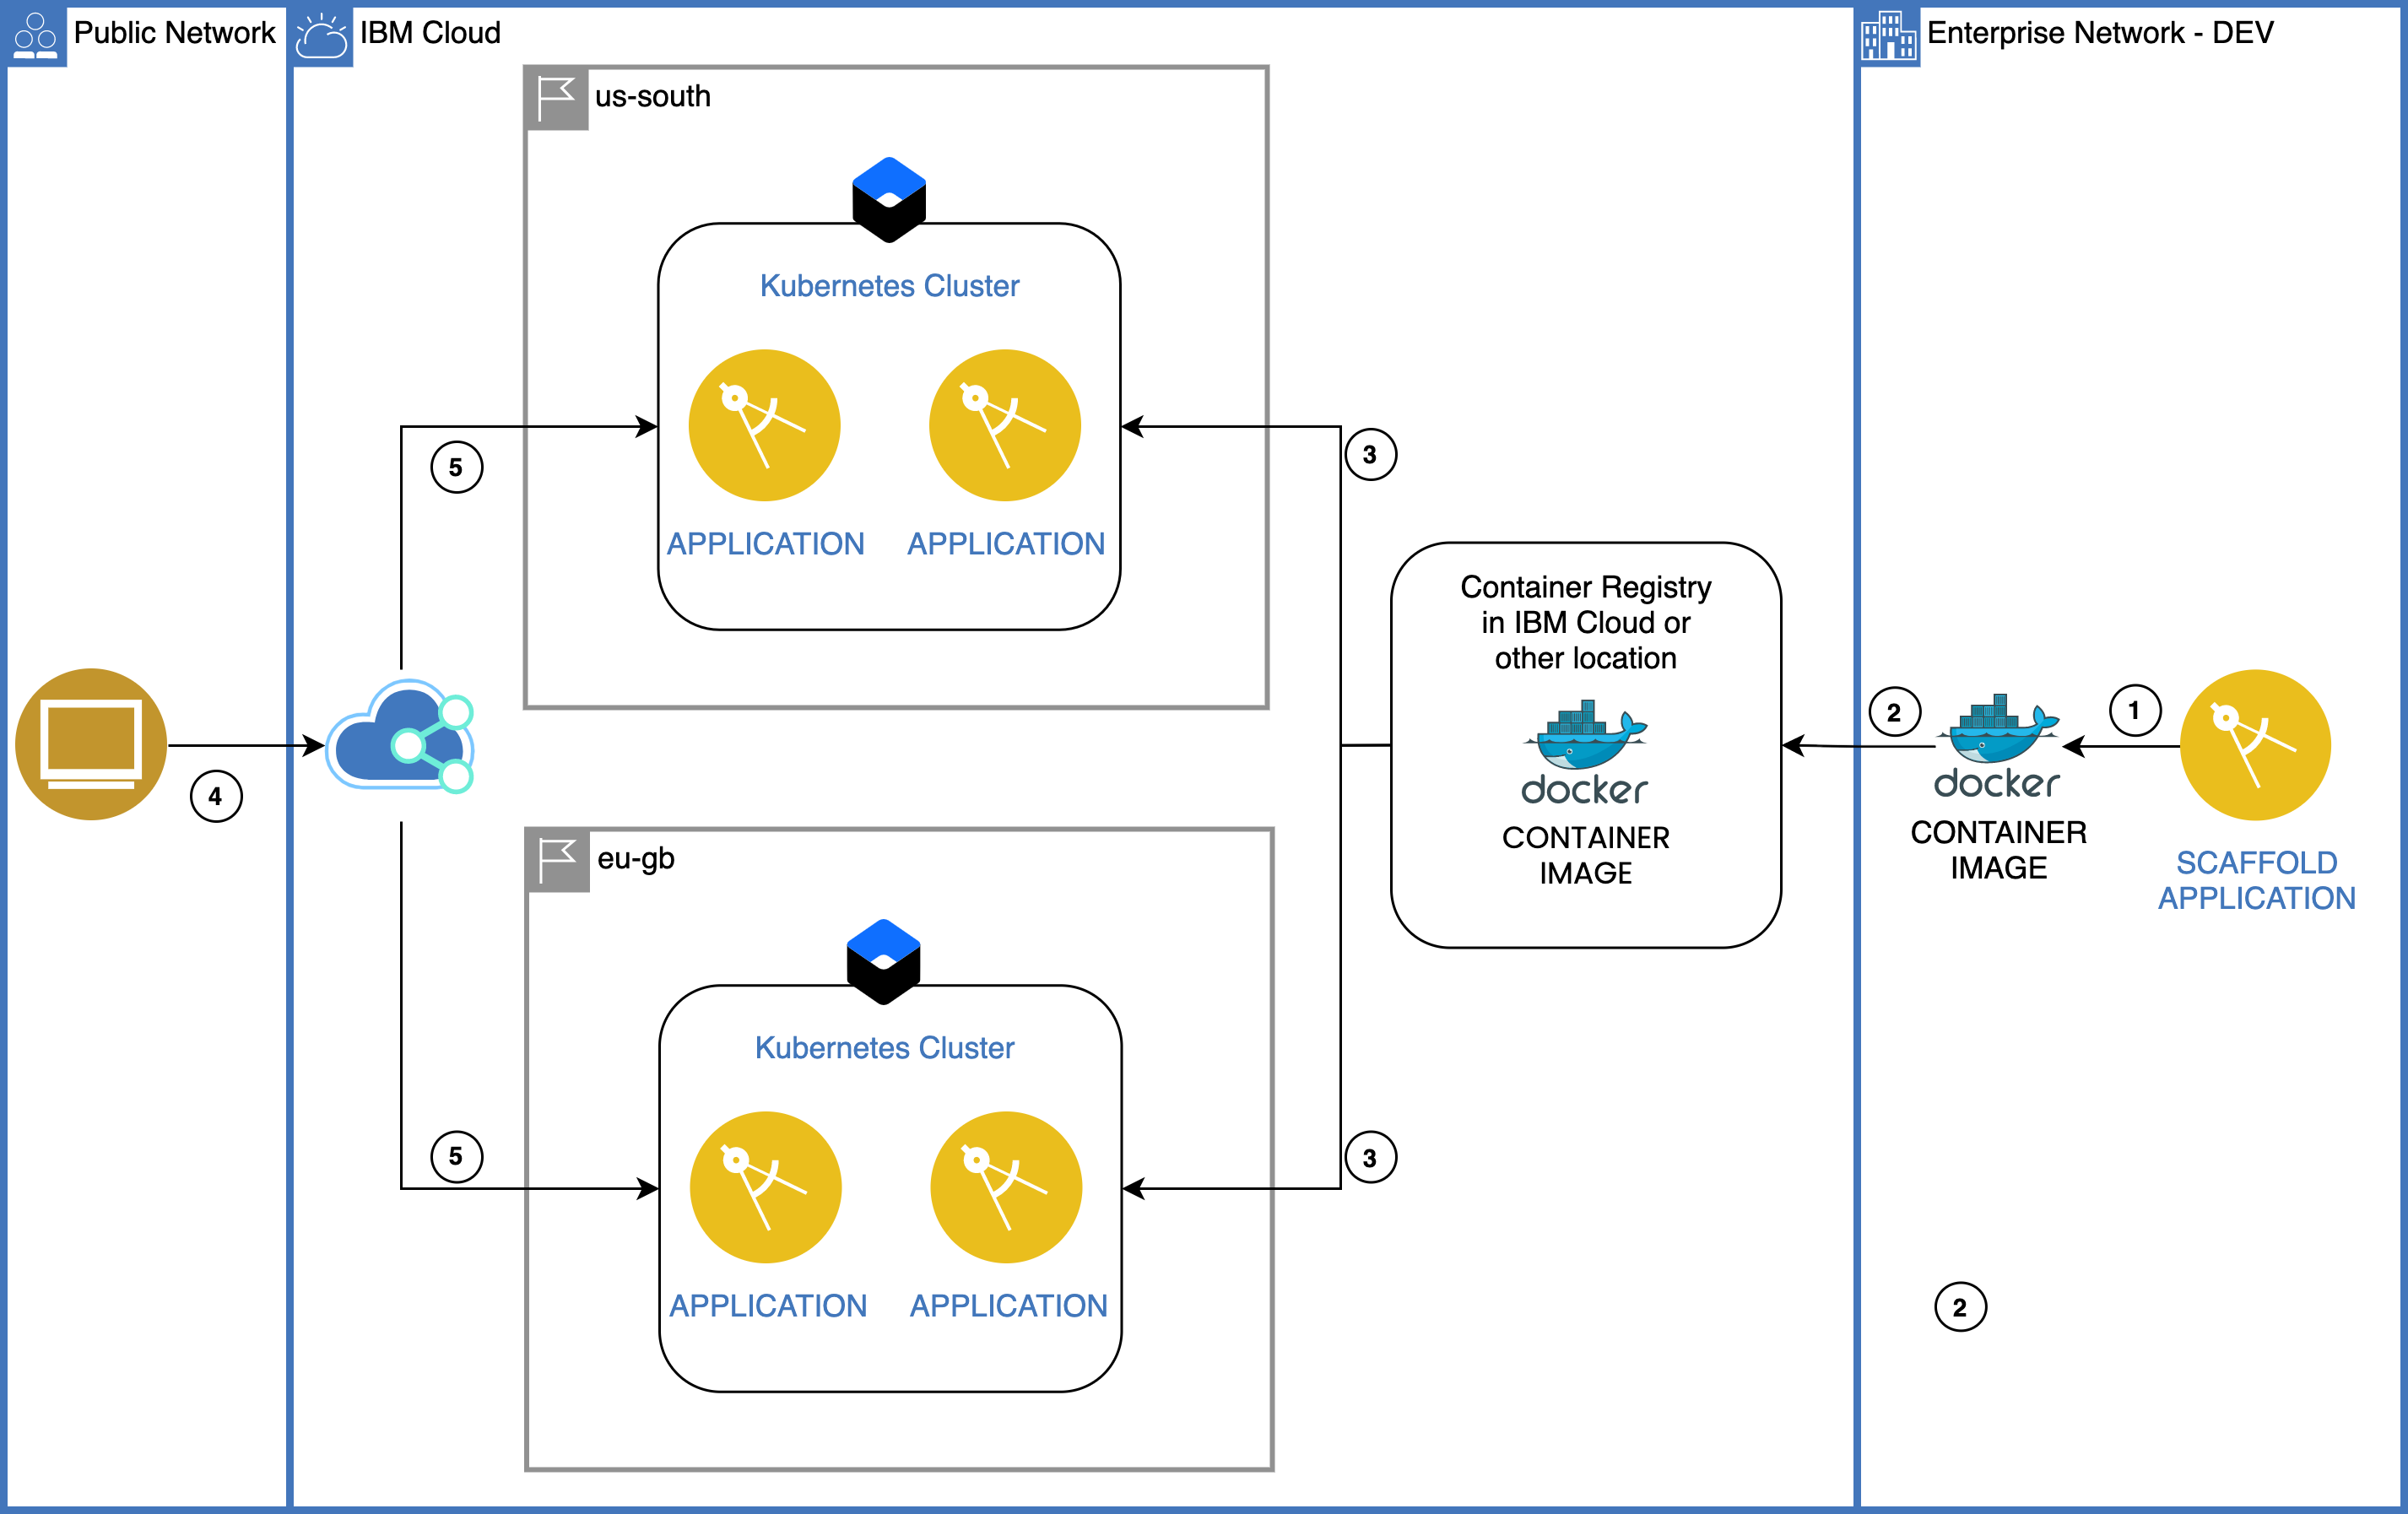 Public Network
IBM Cloud
Enterprise Network - DEV
us-south
Kubernetes Cluster
APPLICATION
APPLICATION
5
3
Container Registry
in IBM Cloud or
other location
docker
CONTAINER
IMAGE
2
docker
CONTAINER
IMAGE
1
SCAFFOLD
APPLICATION
4
eu-gb
Kubernetes Cluster
APPLICATION
APPLICATION
5
3
2